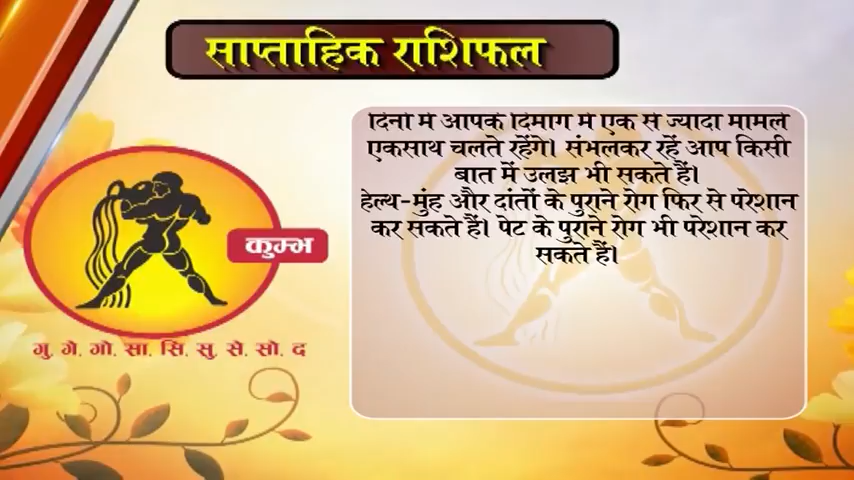 साप्ताहिक राशिफल
दिनों में आपके दिमाग में एक से ज्यादा मामले
एकसाथ चलते रहेंगे। संभलकर रहें आप किसी
बात में उलझ भी सकते हैं।
हेल्थ-मुंह और दांतों के पुराने रोग फिर से परेशान
कर सकते हैं। पेट के पुराने रोग भी परेशान कर
सकते हैं।
कुम्भ
गु, गे, गो, सा, सि, सु, से, सो, द